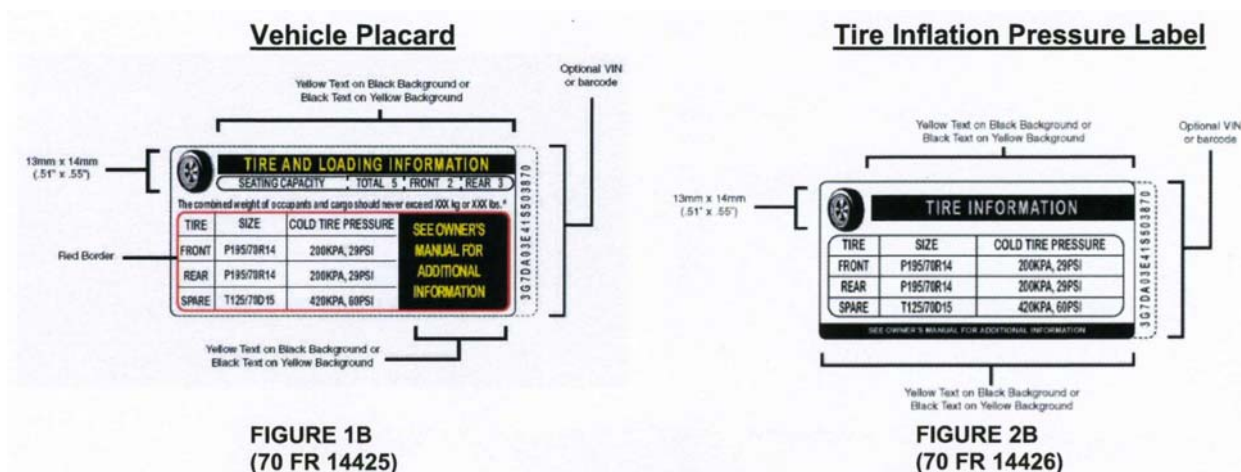 Vehicle Placard
Yellow Text on Black Background or
Black Text on Yellow Background
Optional VIN
or barcode
13mm x 14mm
(.51" x .55")
TIRE AND LOADING INFORMATION
SEATING CAPACITY TOTAL 5 FRONT 2 REAR 3
The combined weight of occupants and cargo should never exceed XXX kg or XXX lbs.*
Red Border
TIRE SIZE COLD TIRE PRESSURE
FRONT P195/70R14 200KPA, 29PSI
REAR P195/70R14 200KPA, 29PSI
SPARE T125/70D15 420KPA, 60PSI
SEE OWNER'S
MANUAL FOR
ADDITIONAL
INFORMATION
3G7DA03E41S503870
Yellow Text on Black Background or
Black Text on Yellow Background
FIGURE 1B
(70 FR 14425)
Tire Inflation Pressure Label
Yellow Text on Black Background or
Black Text on Yellow Background
Optional VIN
or barcode
13mm x 14mm
(.51" x .55")
TIRE INFORMATION
TIRE SIZE COLD TIRE PRESSURE
FRONT P195/70R14 200KPA, 29PSI
REAR P195/70R14 200KPA, 29PSI
SPARE T125/70D15 420KPA, 60PSI
SEE OWNER'S MANUAL FOR ADDITIONAL INFORMATION
3G7DA03E41S503870
Yellow Text on Black Background or
Black Text on Yellow Background
FIGURE 2B
(70 FR 14426)